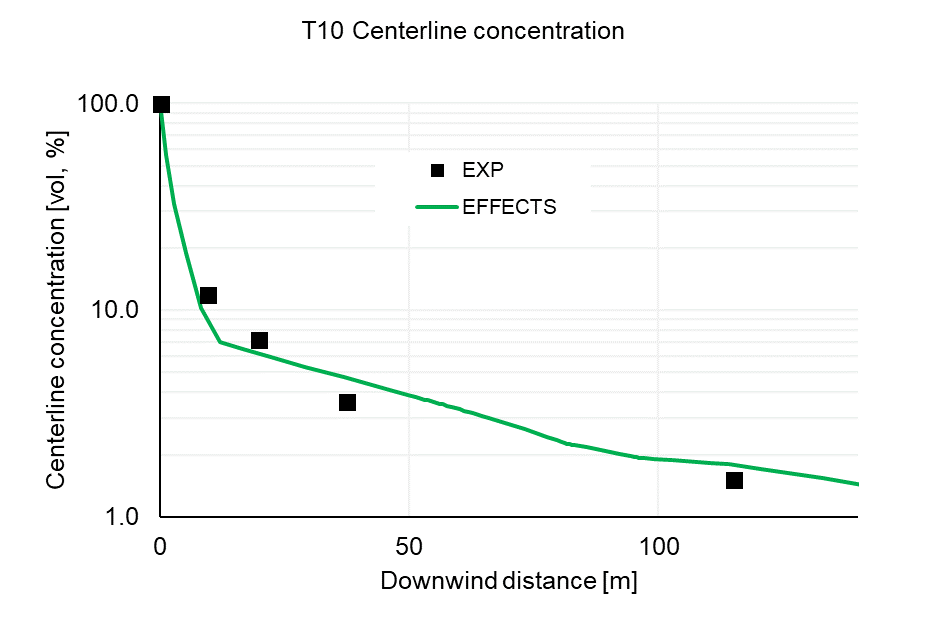 T10 Centerline concentration
Centerline concentration [vol, %]
100.0
10.0
1.0
EXP
EFFECTS
0
50
100
Downwind distance [m]